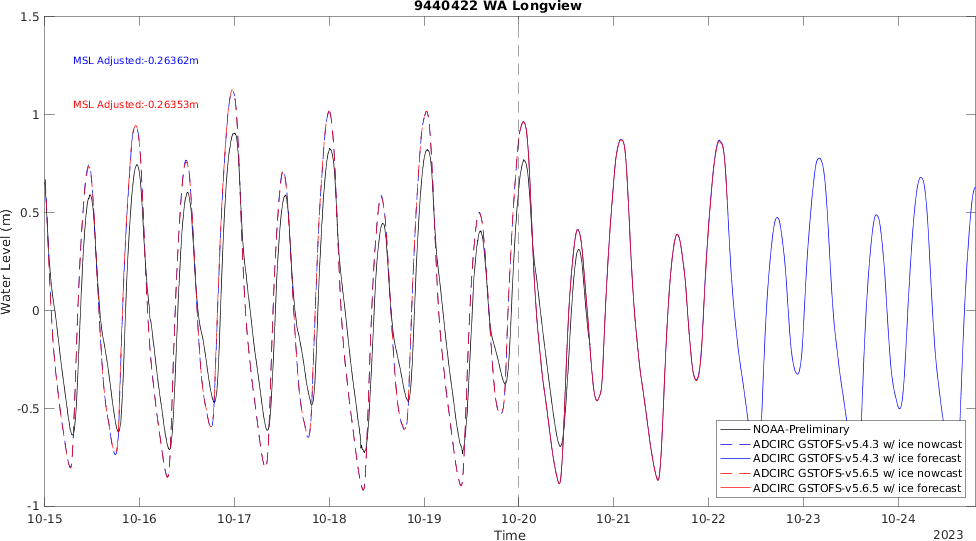 9440422 WA Longview
1.5
1
0.5
0
-0.5
-1
Water Level (m)
MSL Adjusted:-0.26362m
MSL Adjusted:-0.26353m
NOAA-Preliminary
ADCIRC GSTOFS-v5.4.3 w/ ice nowcast
ADCIRC GSTOFS-v5.4.3 w/ ice forecast
ADCIRC GSTOFS-v5.6.5 w/ ice nowcast
ADCIRC GSTOFS-v5.6.5 w/ ice forecast
10-15 10-16 10-17 10-18 10-19 10-20 10-21 10-22 10-23 10-24
Time
2023